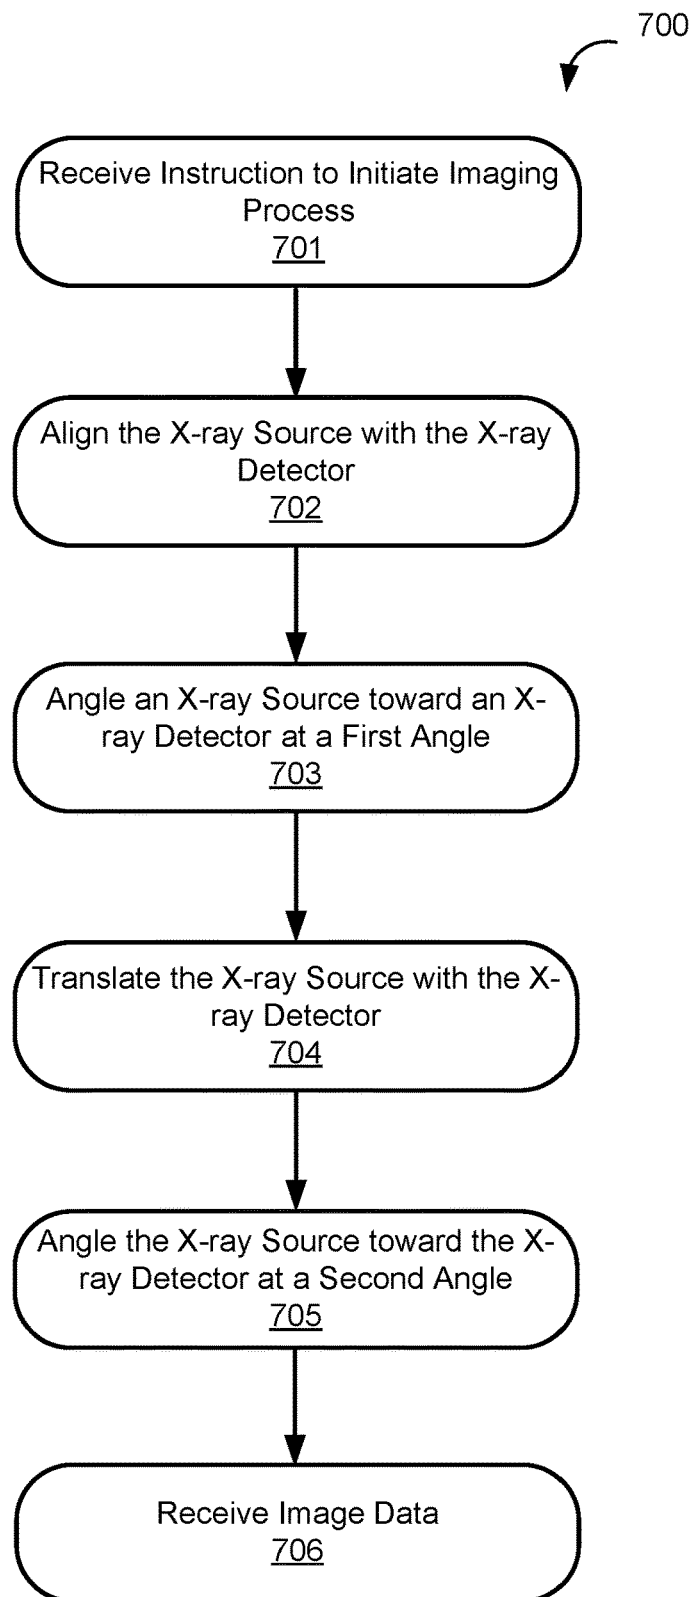 700
Receive Instruction to Initiate Imaging
Process
701
Align the X-ray Source with the X-ray
Detector
702
Angle an X-ray Source toward an X-
ray Detector at a First Angle
703
Translate the X-ray Source with the X-
ray Detector
704
Angle the X-ray Source toward the X-
ray Detector at a Second Angle
705
Receive Image Data
706